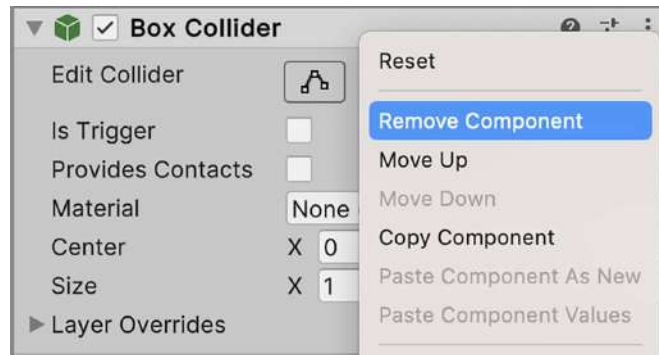 Box Collider
Edit Collider
Is Trigger
Provides Contacts
Material None
Center X 0
Size X 1
Layer Overrides
Reset
Remove Component
Move Up
Move Down
Copy Component
Paste Component As New
Paste Component Values